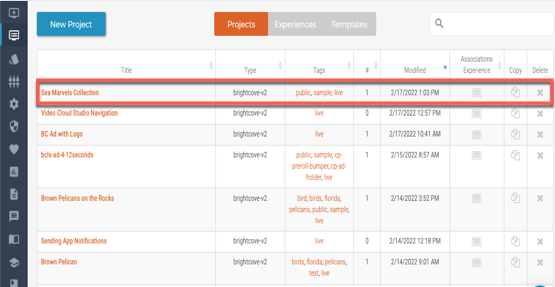 New Project
Projects Experiences Templates
Associations
Title Type Tags # Modified Experience Copy Delete
Sea Marvels Collection brightcove-v2 public, sample, live 1 2/17/2022 1:03 PM
Video Cloud Studio Navigation brightcove-v2 live 0 2/17/2022 12:57 PM
BC Ad with Logo brightcove-v2 live 1 2/17/2022 10:41 AM
bcls-ad-4-12seconds brightcove-v2 public, sample, cp- 1 2/15/2022 8:57 AM
preroll-bumper, cp-ad-
holder, live
Brown Pelicans on the Rocks brightcove-v2 bird, birds, florida, 1 2/14/2022 3:52 PM
pelicans, public, sample,
live
Sending App Notifications brightcove-v2 live 0 2/14/2022 12:18 PM
Brown Pelican brightcove-v2 birds, florida, pelicans, 1 2/14/2022 9:01 AM
test, live